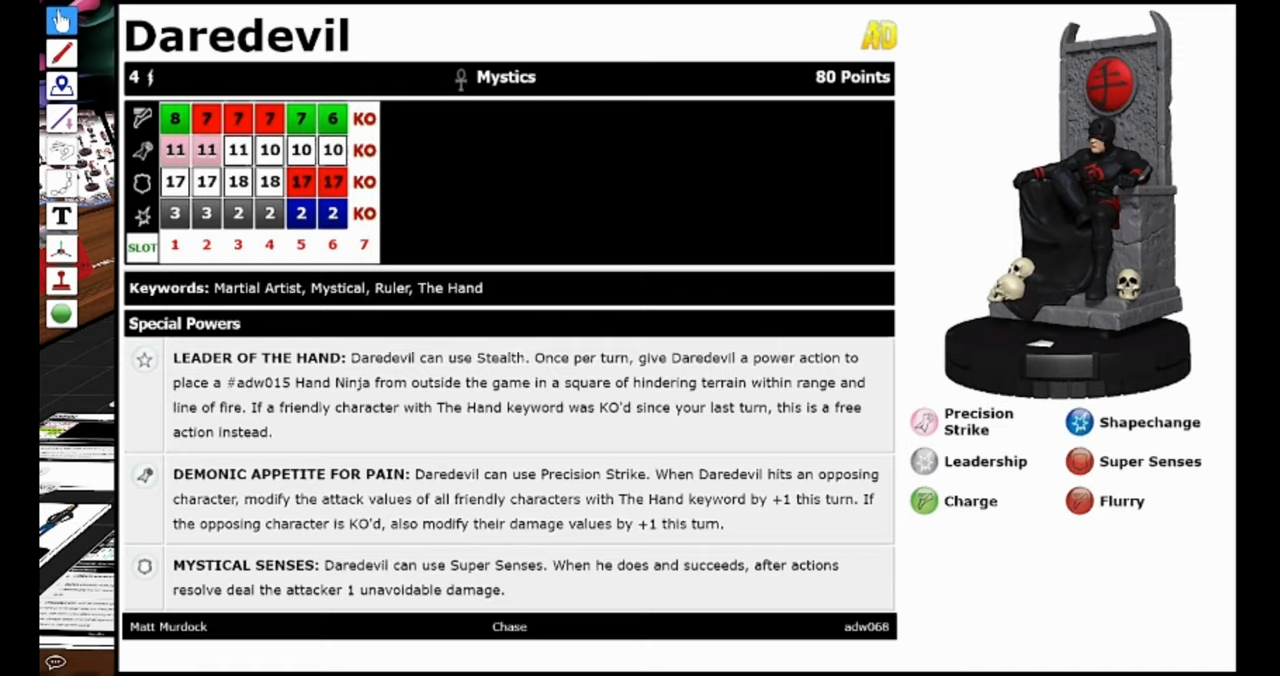 Daredevil
AD
4 Mystics 80 Points
8 7 7 7 7 6 KO
11 11 11 10 10 10 KO
17 17 18 18 17 17 KO
3 3 2 2 2 2 KO
SLOT 1 2 3 4 5 6 7
Keywords: Martial Artist, Mystical, Ruler, The Hand
Special Powers
LEADER OF THE HAND: Daredevil can use Stealth. Once per turn, give Daredevil a power action to
place a #adw015 Hand Ninja from outside the game in a square of hindering terrain within range and
line of fire. If a friendly character with The Hand keyword was KO'd since your last turn, this is a free
action instead.
DEMONIC APPETITE FOR PAIN: Daredevil can use Precision Strike. When Daredevil hits an opposing
character, modify the attack values of all friendly characters with The Hand keyword by +1 this turn. If
the opposing character is KO'd, also modify their damage values by +1 this turn.
MYSTICAL SENSES: Daredevil can use Super Senses. When he does and succeeds, after actions
resolve deal the attacker 1 unavoidable damage.
Matt Murdock Chase adw068
Precision
Strike
Shapechange
Leadership
Super Senses
Charge
Flurry
T